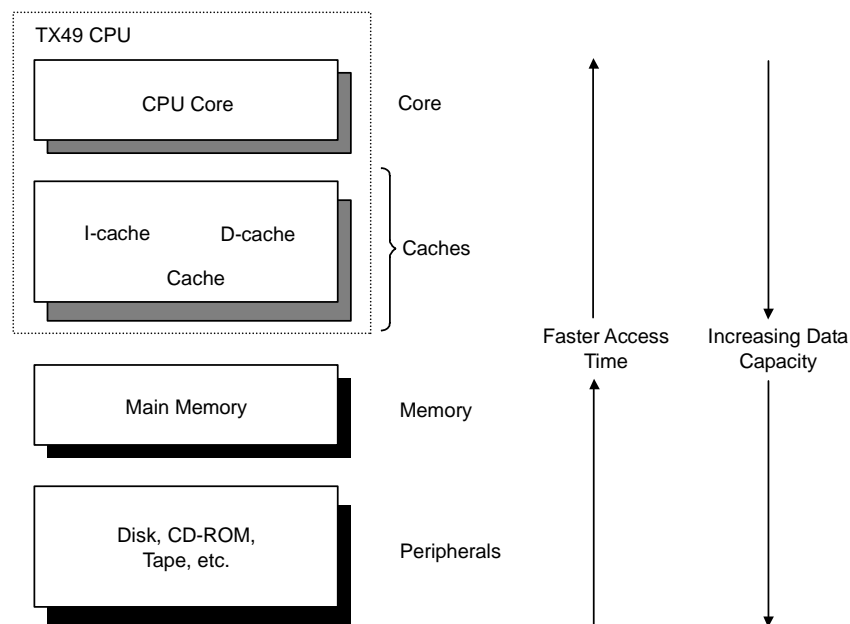 TX49 CPU
CPU Core
Core
I-cache
D-cache
Cache
Caches
Faster Access
Time
Increasing Data
Capacity
Main Memory
Memory
Disk, CD-ROM,
Tape, etc.
Peripherals